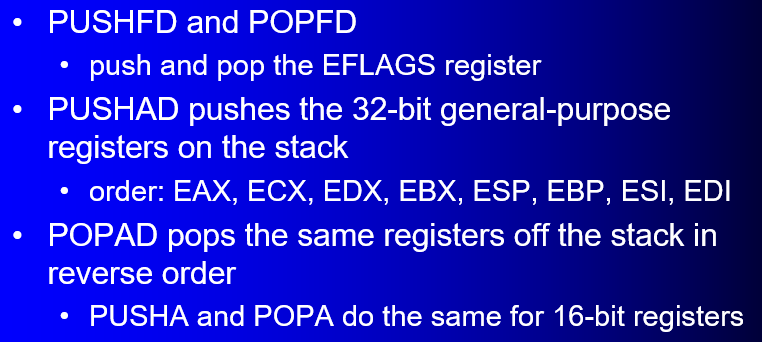 • PUSHFD and POPFD
• push and pop the EFLAGS register
• PUSHAD pushes the 32-bit general-purpose
registers on the stack
• order: EAX, ECX, EDX, EBX, ESP, EBP, ESI, EDI
• POPAD pops the same registers off the stack in
reverse order
• PUSHA and POPA do the same for 16-bit registers